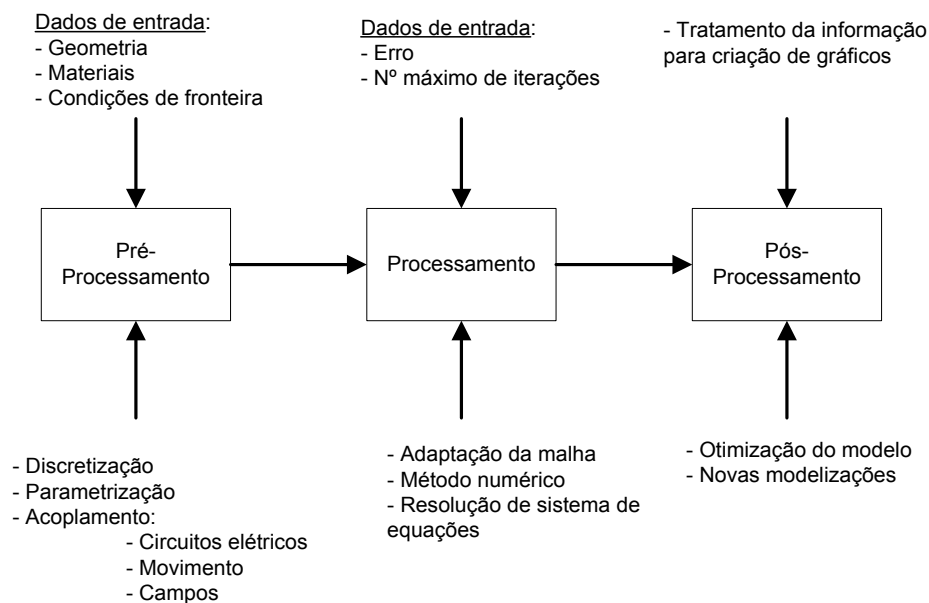 Dados de entrada:
- Geometria
- Materiais
- Condições de fronteira
Dados de entrada:
- Erro
- Nº máximo de iterações
- Tratamento da informação
para criação de gráficos
Pré-
Processamento
Processamento
Pós-
Processamento
- Discretização
- Parametrização
- Acoplamento:
- Circuitos elétricos
- Movimento
- Campos
- Adaptação da malha
- Método numérico
- Resolução de sistema de
equações
- Otimização do modelo
- Novas modelizações